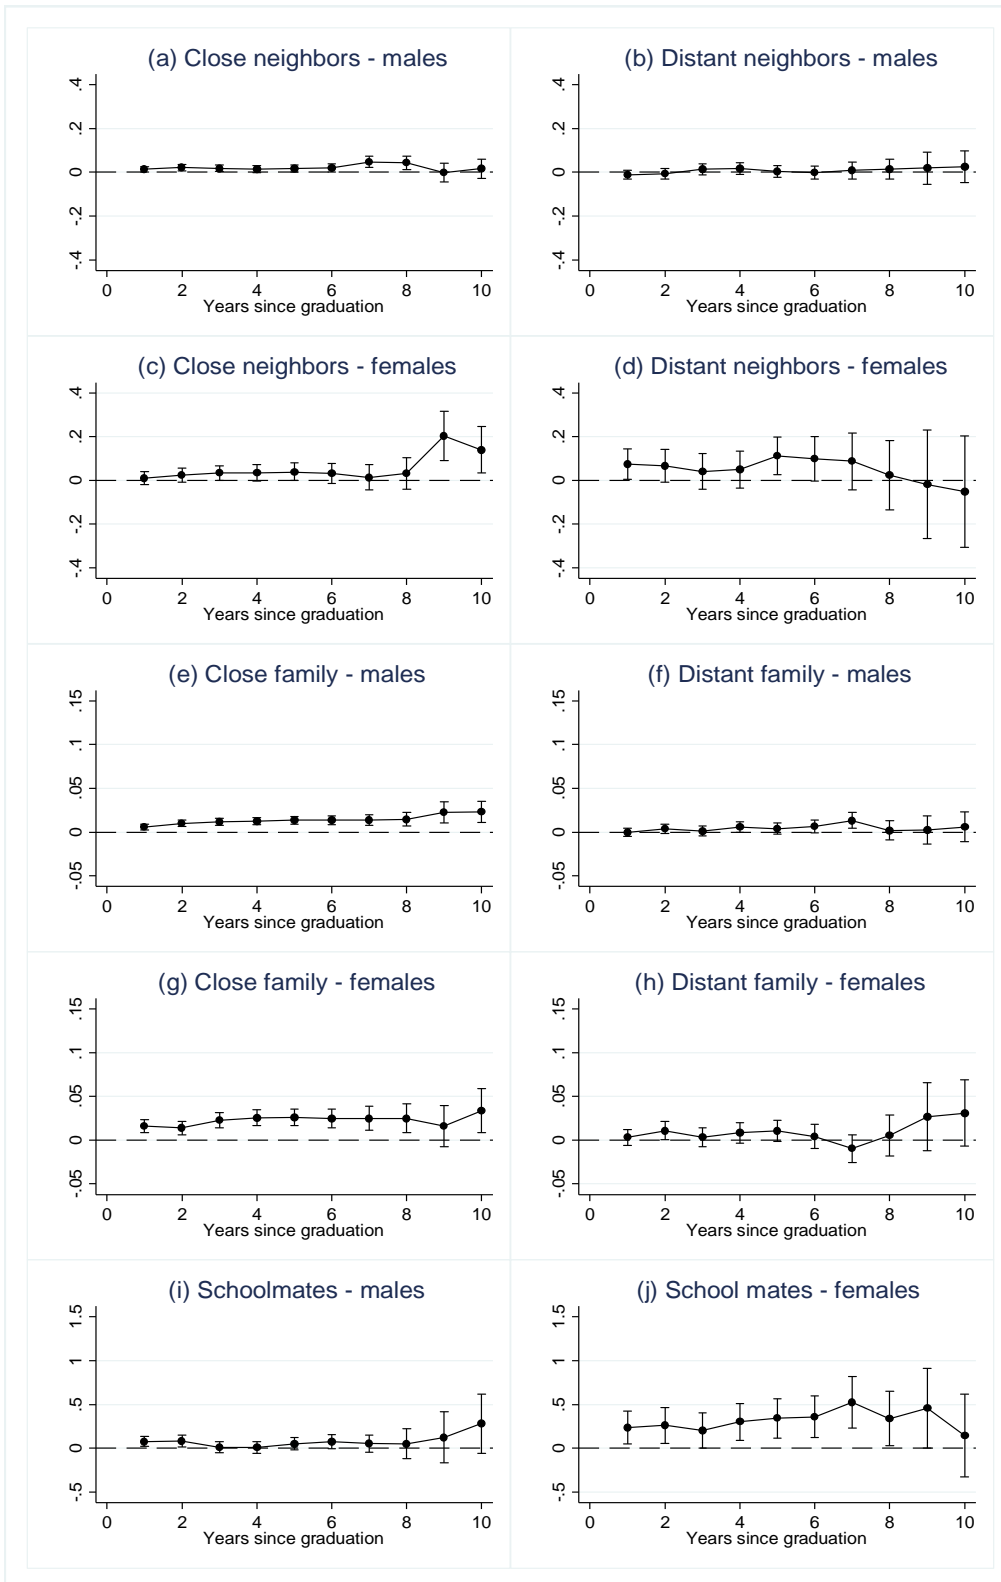 (a) Close neighbors - males
.4
.2
0
-.2
-.4
0 2 4 6 8 10
Years since graduation
(b) Distant neighbors - males
.4
.2
0
-.2
-.4
0 2 4 6 8 10
Years since graduation
(c) Close neighbors - females
.4
.2
0
-.2
-.4
0 2 4 6 8 10
Years since graduation
(d) Distant neighbors - females
.4
.2
0
-.2
-.4
0 2 4 6 8 10
Years since graduation
(e) Close family - males
.15
.1
.05
0
-.05
0 2 4 6 8 10
Years since graduation
(f) Distant family - males
.15
.1
.05
0
-.05
0 2 4 6 8 10
Years since graduation
(g) Close family - females
.15
.1
.05
0
-.05
0 2 4 6 8 10
Years since graduation
(h) Distant family - females
.15
.1
.05
0
-.05
0 2 4 6 8 10
Years since graduation
(i) Schoolmates - males
1.5
1
.5
0
-.5
0 2 4 6 8 10
Years since graduation
(j) School mates - females
1.5
1
.5
0
-.5
0 2 4 6 8 10
Years since graduation